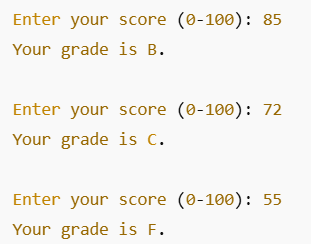 Enter your score (0-100): 85
Your grade is B.
Enter your score (0-100): 72
Your grade is C.
Enter your score (0-100): 55
Your grade is F.